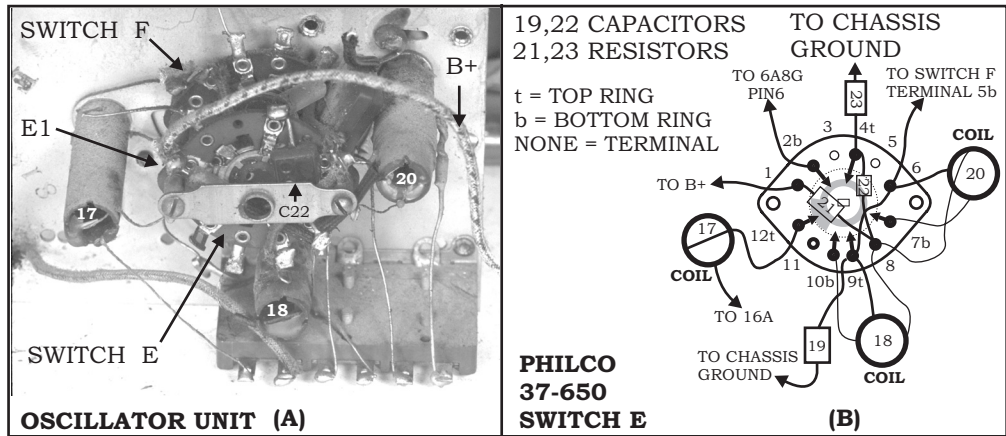 SWITCH F
B+
E1
20
17
C22
18
SWITCH E
OSCILLATOR UNIT (A)
19,22 CAPACITORS
21,23 RESISTORS
TO CHASSIS
GROUND
t = TOP RING
b = BOTTOM RING
NONE = TERMINAL
TO 6A8G
PIN6
TO SWITCH F
TERMINAL 5b
23
3
4t
5
2b
6
COIL
20
1
22
TO B+
21
17
COIL
12t
7b
11
10b
9t
8
TO 16A
19
18
COIL
TO CHASSIS
GROUND
PHILCO
37-650
SWITCH E
(B)